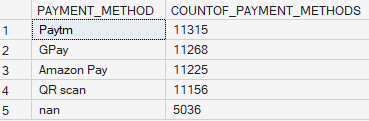 PAYMENT_METHOD COUNTOF_PAYMENT_METHODS
1 Paytm 11315
2 GPay 11268
3 Amazon Pay 11225
4 QR scan 11156
5 nan 5036